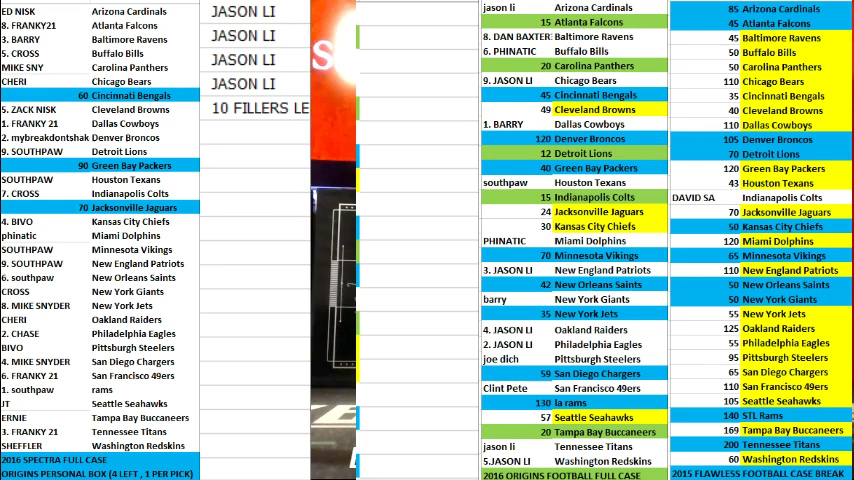 ED NISK Arizona Cardinals
8. FRANKY21 Atlanta Falcons
3. BARRY Baltimore Ravens
5. CROSS Buffalo Bills
MIKE SNY Carolina Panthers
CHERI Chicago Bears
60 Cincinnati Bengals
5. ZACK NISK Cleveland Browns
1. FRANKY 21 Dallas Cowboys
2. mybreakdontshak Denver Broncos
9. SOUTHPAW Detroit Lions
90 Green Bay Packers
SOUTHPAW Houston Texans
7. CROSS Indianapolis Colts
70 Jacksonville Jaguars
4. BIVO Kansas City Chiefs
phinatic Miami Dolphins
SOUTHPAW Minnesota Vikings
9. SOUTHPAW New England Patriots
6. southpaw New Orleans Saints
CROSS New York Giants
8. MIKE SNYDER New York Jets
CHERI Oakland Raiders
2. CHASE Philadelphia Eagles
BIVO Pittsburgh Steelers
4. MIKE SNYDER San Diego Chargers
6. FRANKY 21 San Francisco 49ers
1. southpaw rams
JT Seattle Seahawks
ERNIE Tampa Bay Buccaneers
3. FRANKY 21 Tennessee Titans
SHEFFLER Washington Redskins
2016 SPECTRA FULL CASE
ORIGINS PERSONAL BOX (4 LEFT , 1 PER PICK)
JASON LI
JASON LI
JASON LI
JASON LI
10 FILLERS LE
S
jason li Arizona Cardinals
15 Atlanta Falcons
8. DAN BAXTER Baltimore Ravens
6. PHINATIC Buffalo Bills
20 Carolina Panthers
9. JASON LI Chicago Bears
45 Cincinnati Bengals
49 Cleveland Browns
1. BARRY Dallas Cowboys
120 Denver Broncos
12 Detroit Lions
40 Green Bay Packers
southpaw Houston Texans
15 Indianapolis Colts
24 Jacksonville Jaguars
30 Kansas City Chiefs
PHINATIC Miami Dolphins
70 Minnesota Vikings
3. JASON LI New England Patriots
42 New Orleans Saints
barry New York Giants
35 New York Jets
4. JASON LI Oakland Raiders
2. JASON LI Philadelphia Eagles
joe dich Pittsburgh Steelers
59 San Diego Chargers
Clint Pete San Francisco 49ers
130 la rams
57 Seattle Seahawks
20 Tampa Bay Buccaneers
jason li Tennessee Titans
5.JASON LI Washington Redskins
2016 ORIGINS FOOTBALL FULL CASE
85 Arizona Cardinals
45 Atlanta Falcons
45 Baltimore Ravens
50 Buffalo Bills
50 Carolina Panthers
110 Chicago Bears
35 Cincinnati Bengals
40 Cleveland Browns
110 Dallas Cowboys
105 Denver Broncos
70 Detroit Lions
120 Green Bay Packers
43 Houston Texans
DAVID SA Indianapolis Colts
70 Jacksonville Jaguars
50 Kansas City Chiefs
120 Miami Dolphins
65 Minnesota Vikings
110 New England Patriots
50 New Orleans Saints
50 New York Giants
55 New York Jets
125 Oakland Raiders
55 Philadelphia Eagles
95 Pittsburgh Steelers
65 San Diego Chargers
110 San Francisco 49ers
105 Seattle Seahawks
140 STL Rams
169 Tampa Bay Buccaneers
200 Tennessee Titans
60 Washington Redskins
2015 FLAWLESS FOOTBALL CASE BREAK